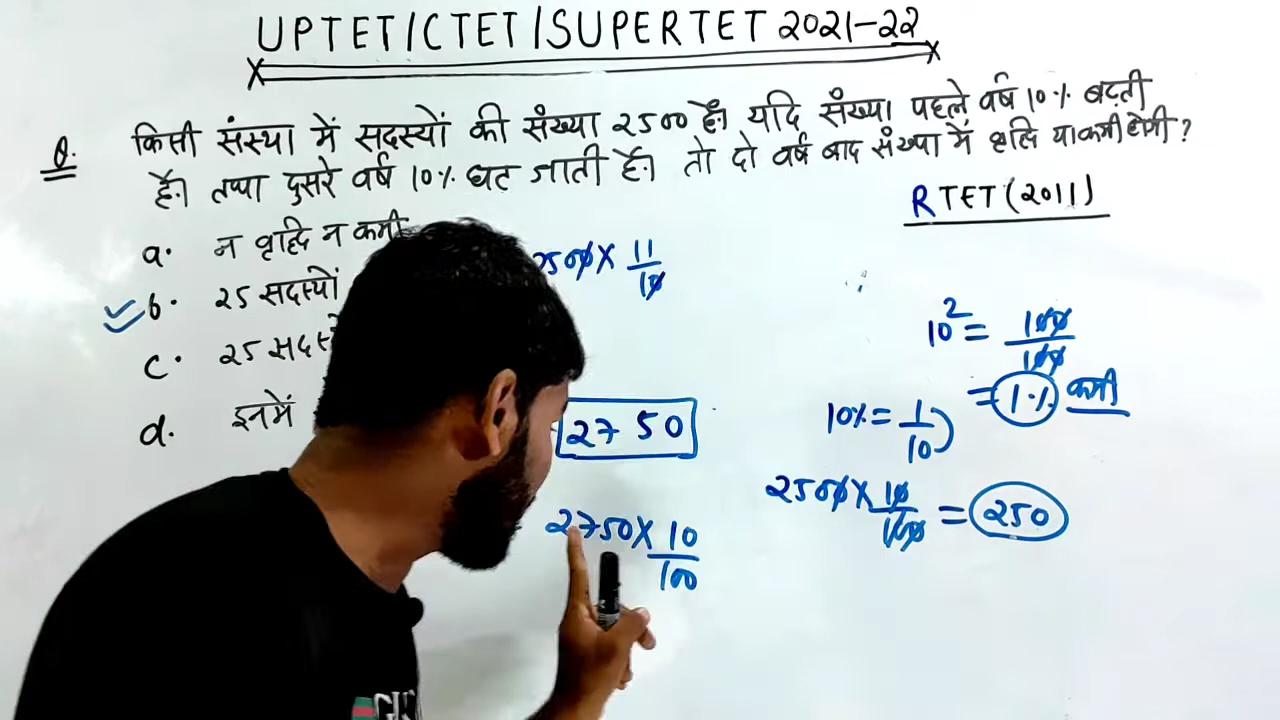 UPTET/CTET/SUPERTET 2021-22
Q. किसी संस्था में सदस्यों की संख्या 2500 हैं। यदि संख्या पहले वर्ष 10% बढ़ती
हैं। तथा दुसरे वर्ष 10% घट जाती हैं। तो दो वर्ष बाद संख्या में वृद्धि या कमी होगी?
RTET (2011)
a. न वृद्धि न कमी
b. 25 सदस्यों
c. 25
d. इनमें
11/10
2750
2750 X 10/100
10² = 100/100
= 1% कमी
10% = 1/10
2500 X 10/100 = 250